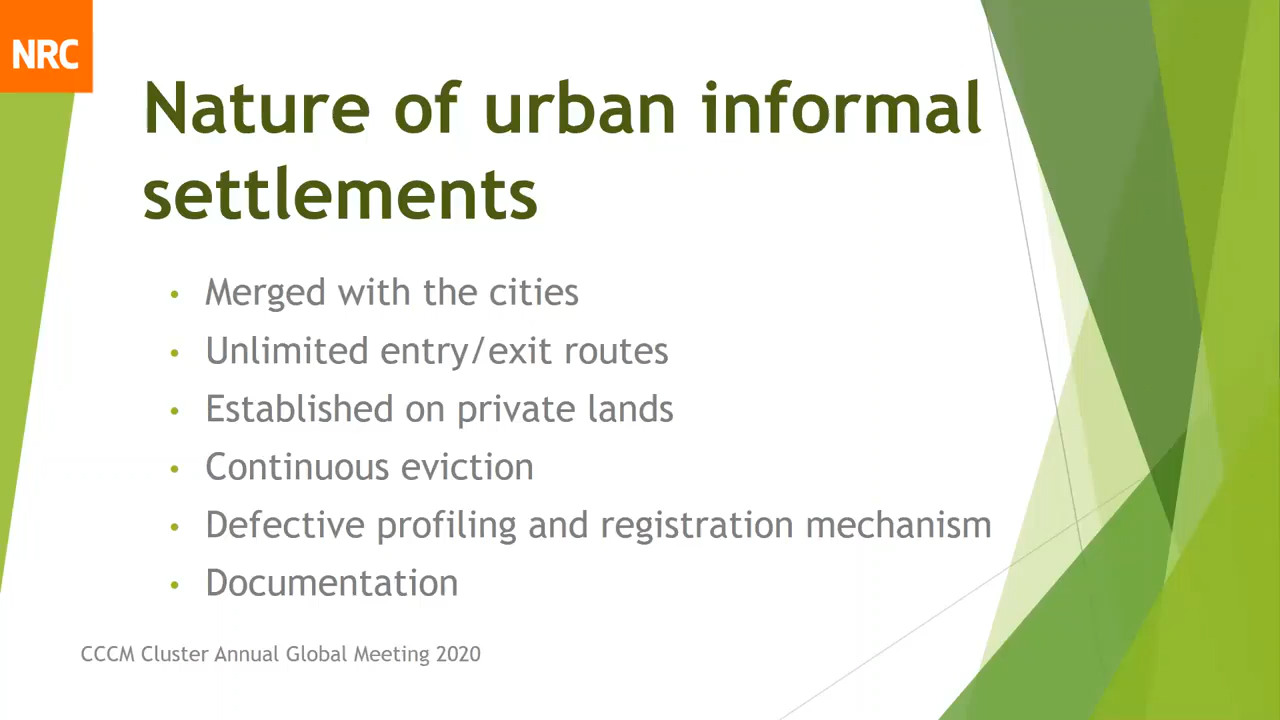 NRC
Nature of urban informal
settlements
• Merged with the cities
• Unlimited entry/exit routes
• Established on private lands
• Continuous eviction
• Defective profiling and registration mechanism
• Documentation
CCCM Cluster Annual Global Meeting 2020